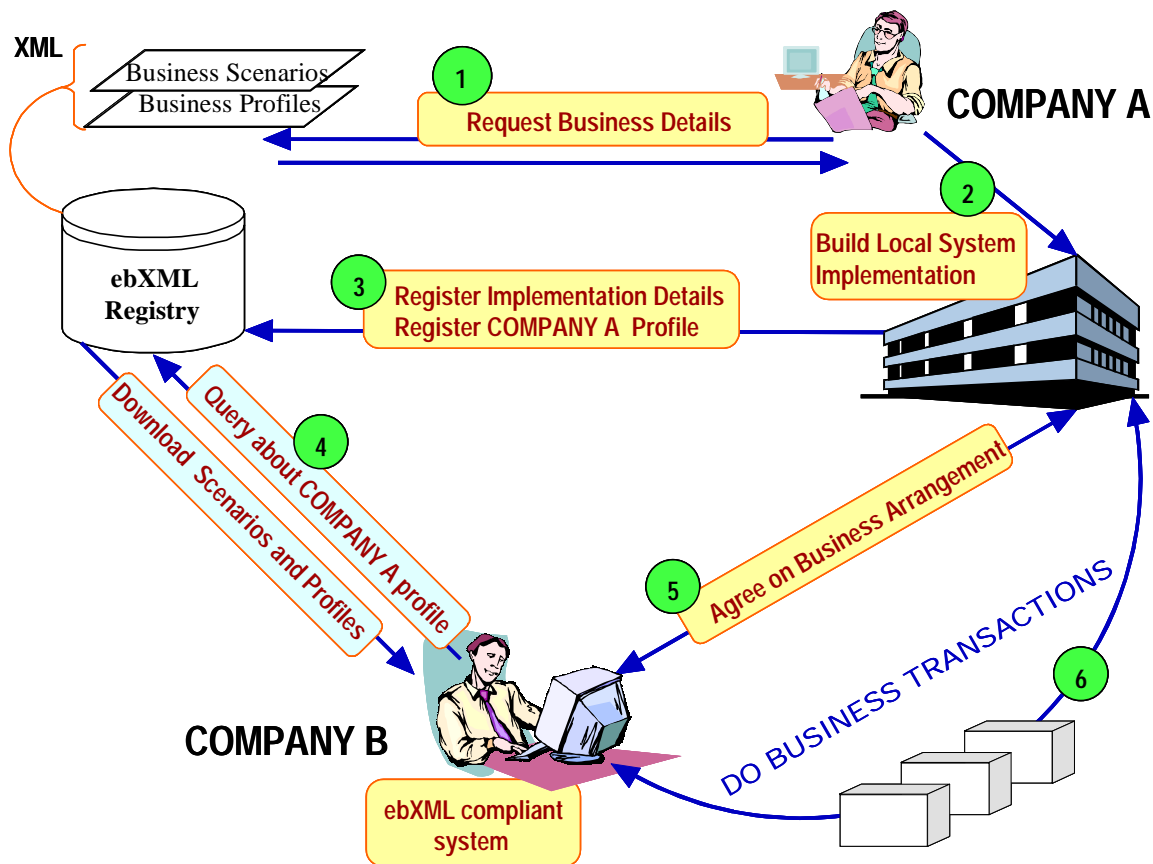 XML
Business Scenarios
Business Profiles
1
Request Business Details
COMPANY A
2
Build Local System
Implementation
ebXML
Registry
3
Register Implementation Details
Register COMPANY A Profile
4
Query about COMPANY A profile
Download Scenarios and Profiles
5
Agree on Business Arrangement
DO BUSINESS TRANSACTIONS
6
COMPANY B
ebXML compliant
system